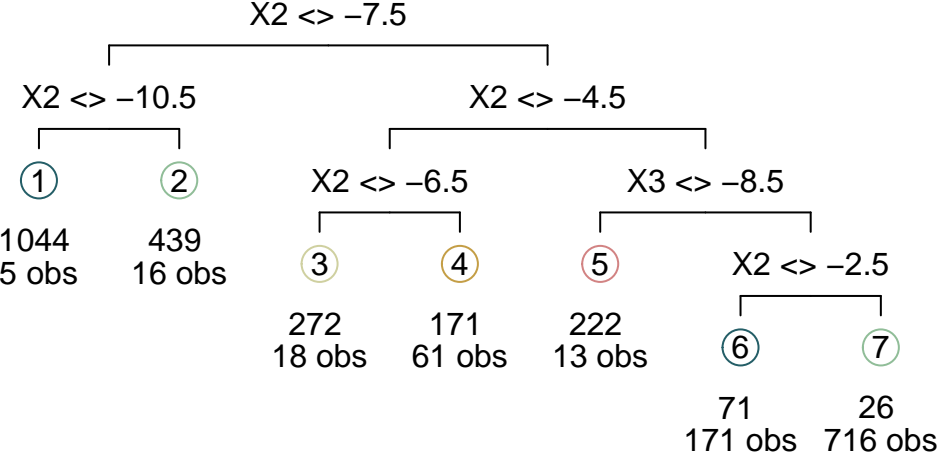 X2 <> −7.5
X2 <> −10.5
X2 <> −4.5
1
2
X2 <> −6.5
X3 <> −8.5
1044
5 obs
439
16 obs
3
4
5
X2 <> −2.5
272
18 obs
171
61 obs
222
13 obs
6
7
71
171 obs
26
716 obs